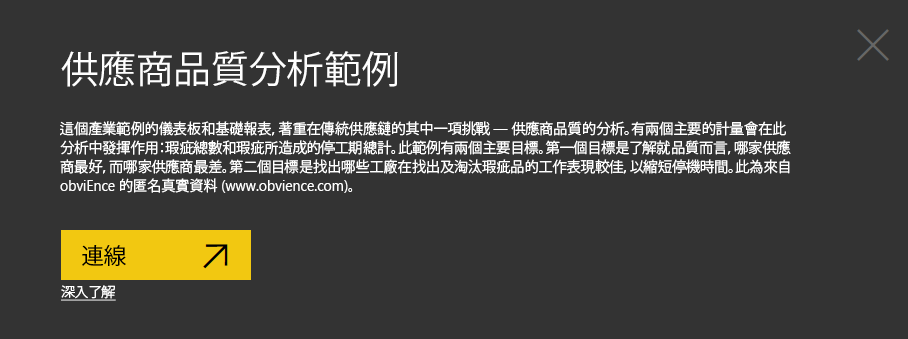 供應商品質分析範例
這個產業範例的儀表板和基礎報表, 著重在傳統供應鏈的其中一項挑戰 — 供應商品質的分析。有兩個主要的計量會在此
分析中發揮作用：瑕疵總數和瑕疵所造成的停工期總計。此範例有兩個主要目標。第一個目標是了解就品質而言, 哪家供應
商最好, 而哪家供應商最差。第二個目標是找出哪些工廠在找出及淘汰瑕疵品的工作表現較佳, 以縮短停機時間。此為來自
obviEnce 的匿名真實資料 (www.obvience.com)。
連線
深入了解